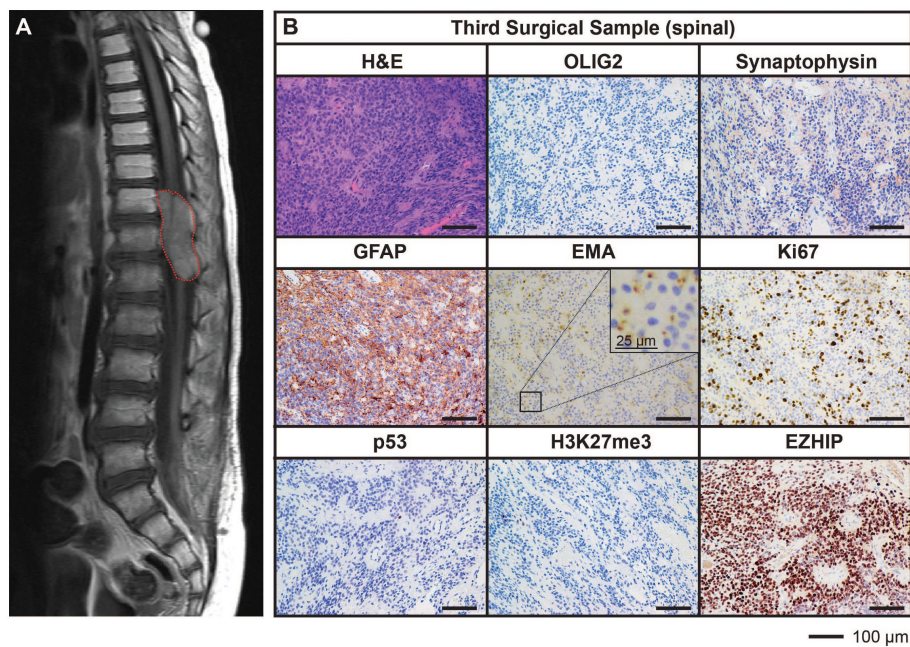 A
B
Third Surgical Sample (spinal)
H&E
OLIG2
Synaptophysin
GFAP
EMA
Ki67
25 µm
p53
H3K27me3
EZHIP
100 µm